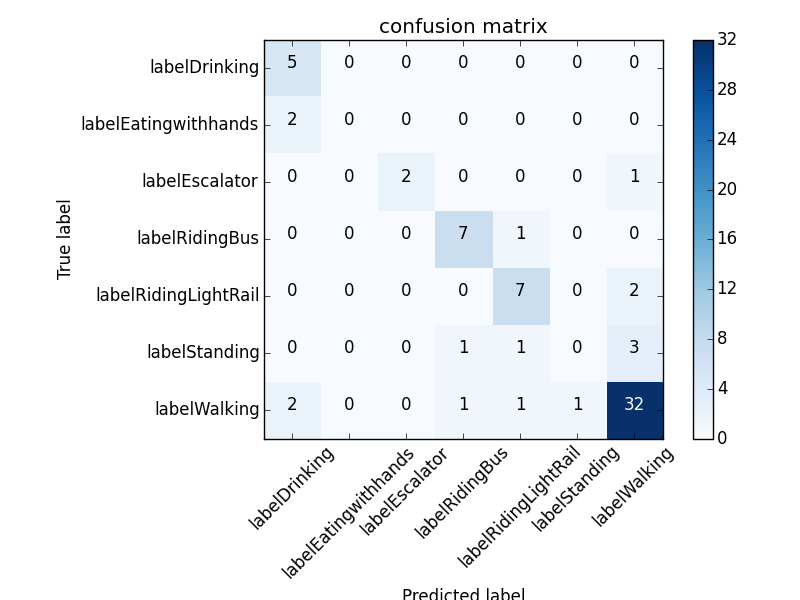 confusion matrix
labelDrinking 5 0 0 0 0 0 0
labelEatingwithhands 2 0 0 0 0 0 0
labelEscalator 0 0 2 0 0 0 1
labelRidingBus 0 0 0 7 1 0 0
labelRidingLightRail 0 0 0 0 7 0 2
labelStanding 0 0 0 1 1 0 3
labelWalking 2 0 0 1 1 1 32
True label
labelDrinking
labelEatingwithhands
labelEscalator
labelRidingBus
labelRidingLightRail
labelStanding
labelWalking
Predicted label
32
28
24
20
16
12
8
4
0